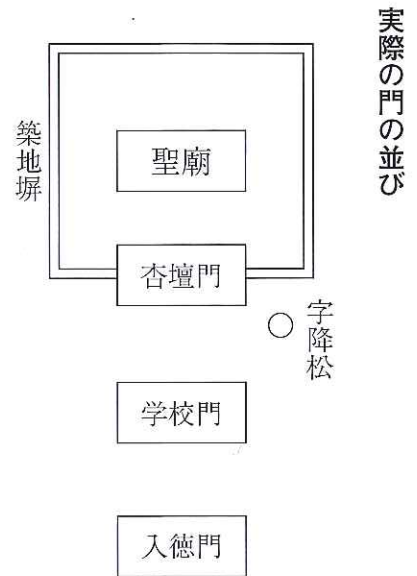 実際の門の並び
築地塀
聖廟
杏壇門
字降松
学校門
入徳門